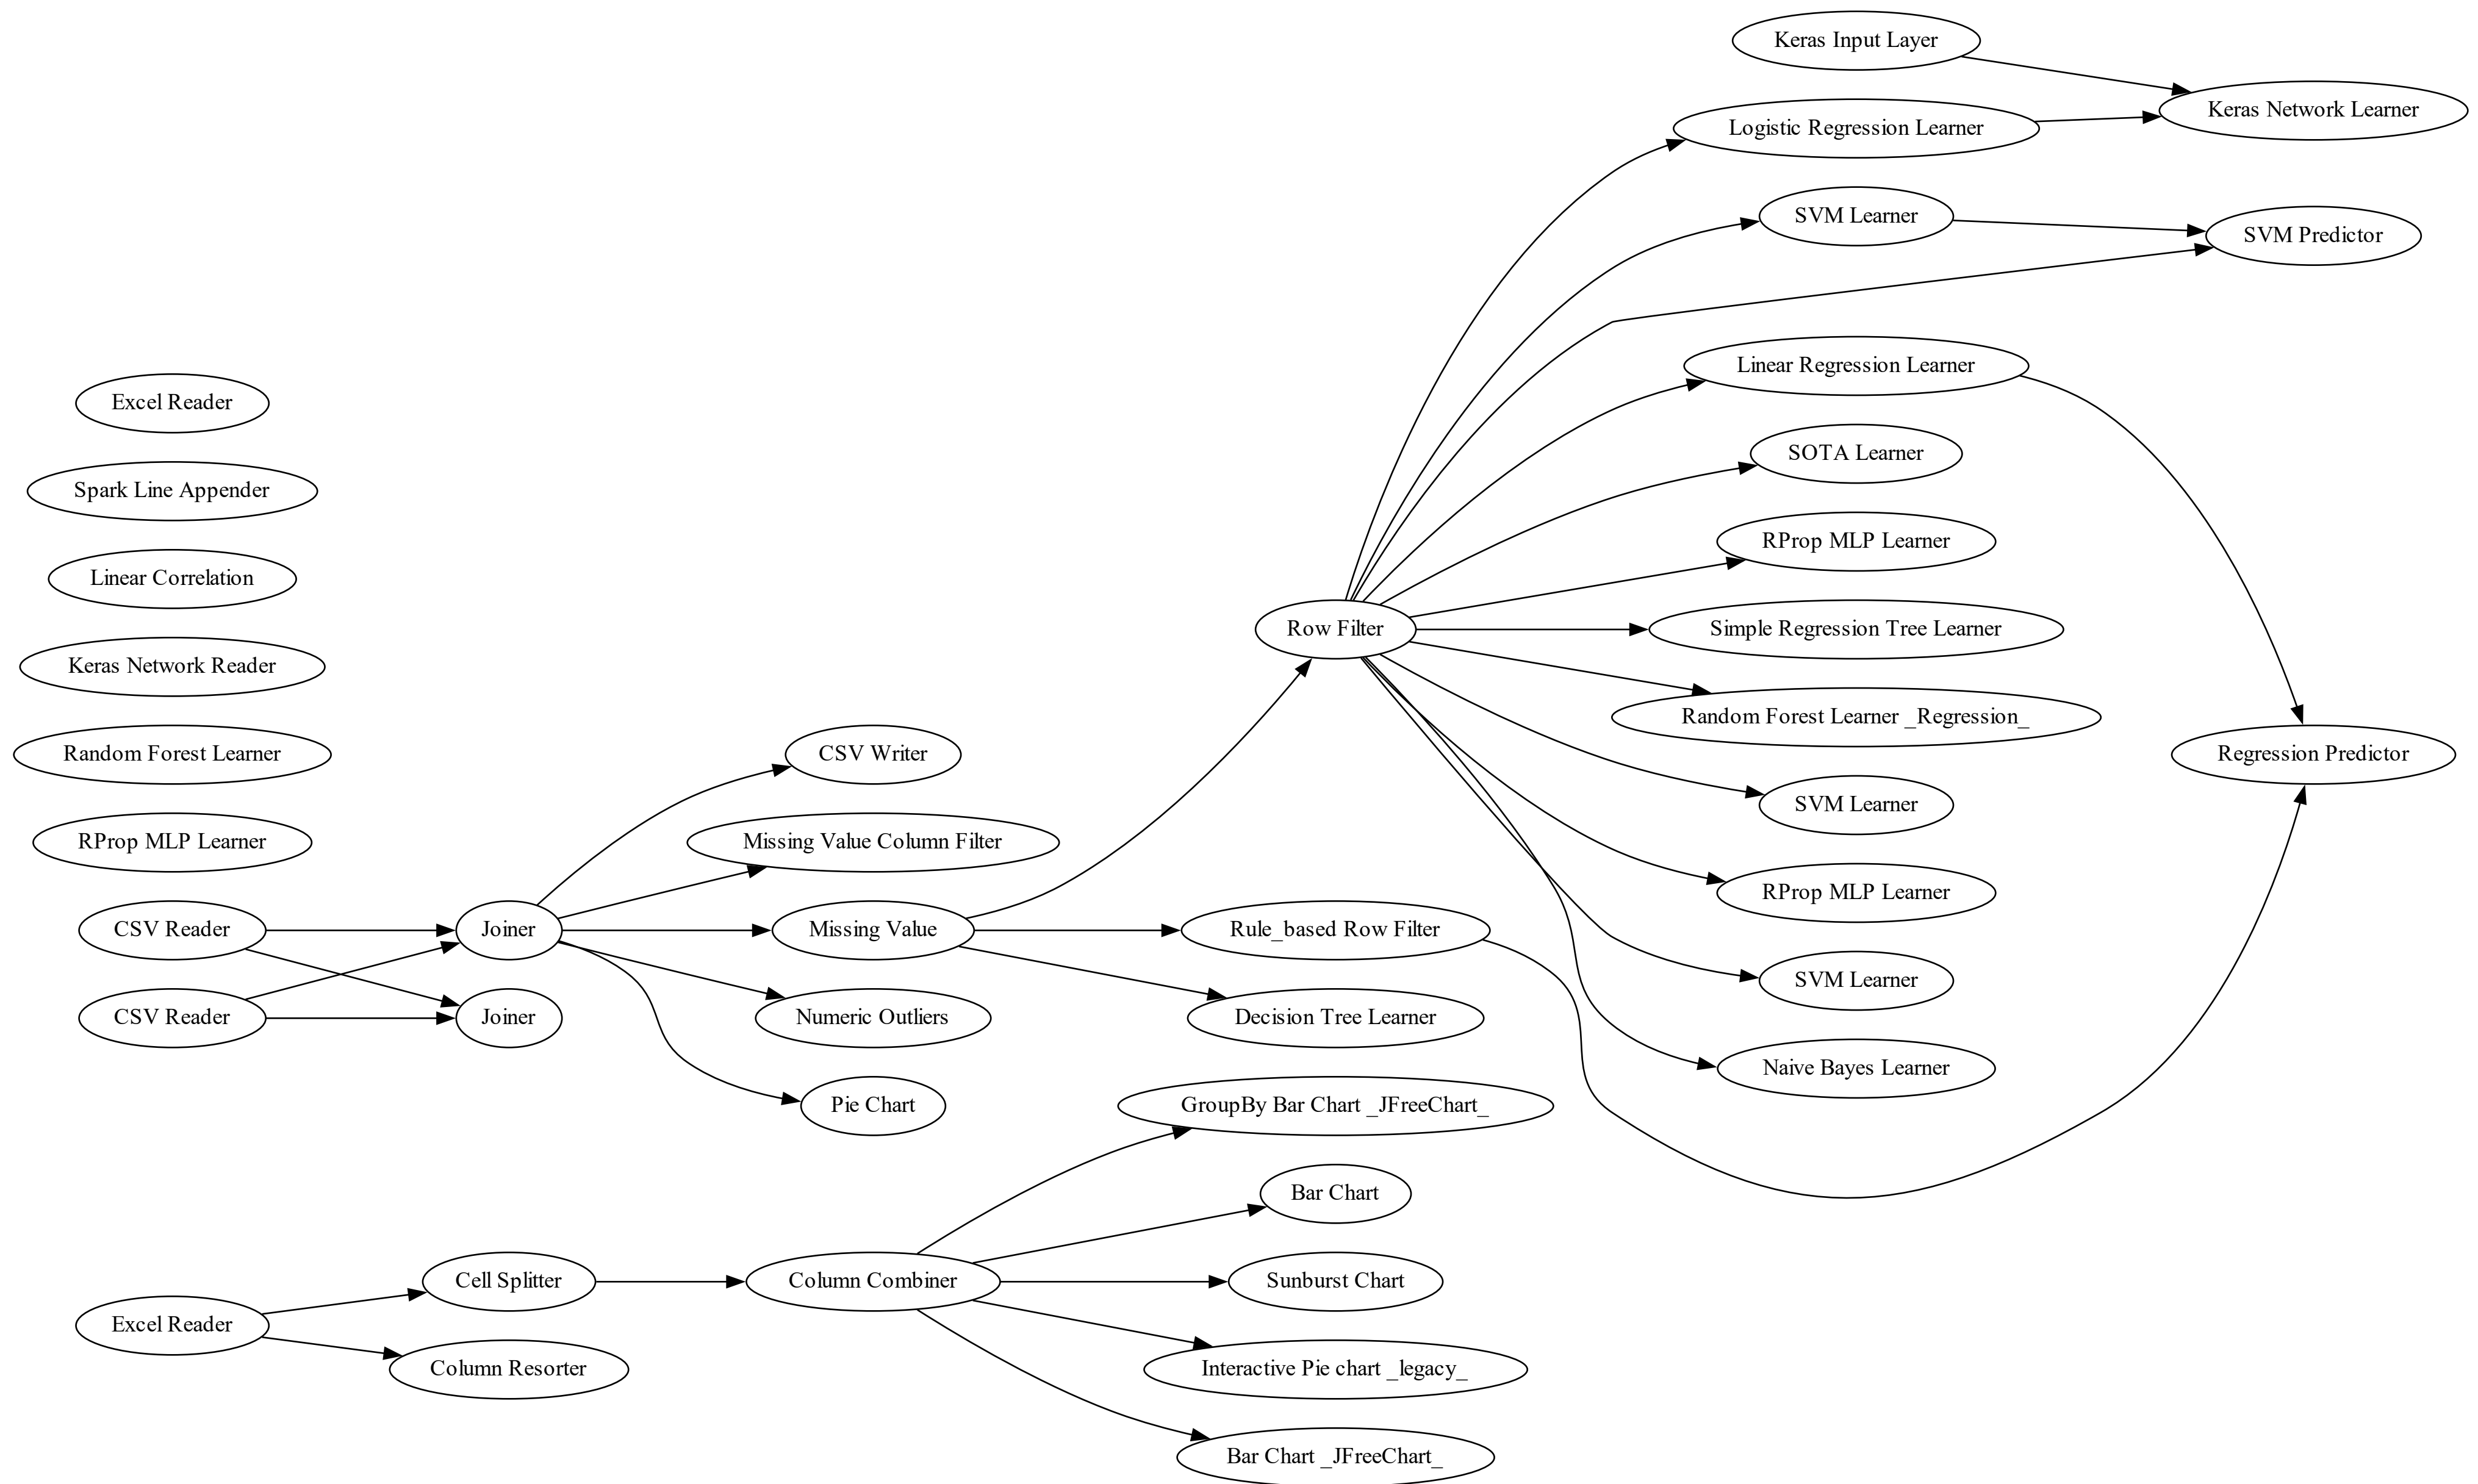 Keras Input Layer
Keras Network Learner
Logistic Regression Learner
SVM Learner
SVM Predictor
Linear Regression Learner
Excel Reader
SOTA Learner
Spark Line Appender
RProp MLP Learner
Linear Correlation
Row Filter
Simple Regression Tree Learner
Keras Network Reader
Random Forest Learner _Regression_
Random Forest Learner
CSV Writer
Regression Predictor
SVM Learner
RProp MLP Learner
Missing Value Column Filter
RProp MLP Learner
CSV Reader
Joiner
Missing Value
Rule_based Row Filter
SVM Learner
CSV Reader
Joiner
Numeric Outliers
Decision Tree Learner
Naive Bayes Learner
Pie Chart
GroupBy Bar Chart _JFreeChart_
Bar Chart
Cell Splitter
Column Combiner
Sunburst Chart
Excel Reader
Column Resorter
Interactive Pie chart _legacy_
Bar Chart _JFreeChart_